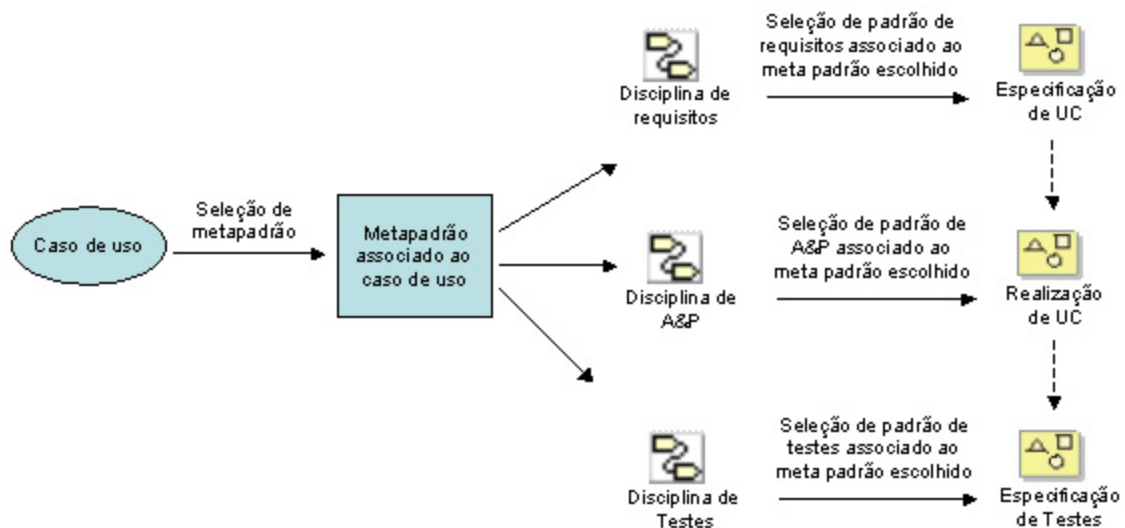 Seleção de padrão de
requisitos associado ao
meta padrão escolhido
Disciplina de
requisitos
Especificação
de UC
Caso de uso
Seleção de
metapadrão
Metapadrão
associado ao
caso de uso
Seleção de padrão de
A&P associado ao
meta padrão escolhido
Disciplina de
A&P
Realização
de UC
Seleção de padrão de
testes associado ao
meta padrão escolhido
Disciplina de
Testes
Especificação
de Testes